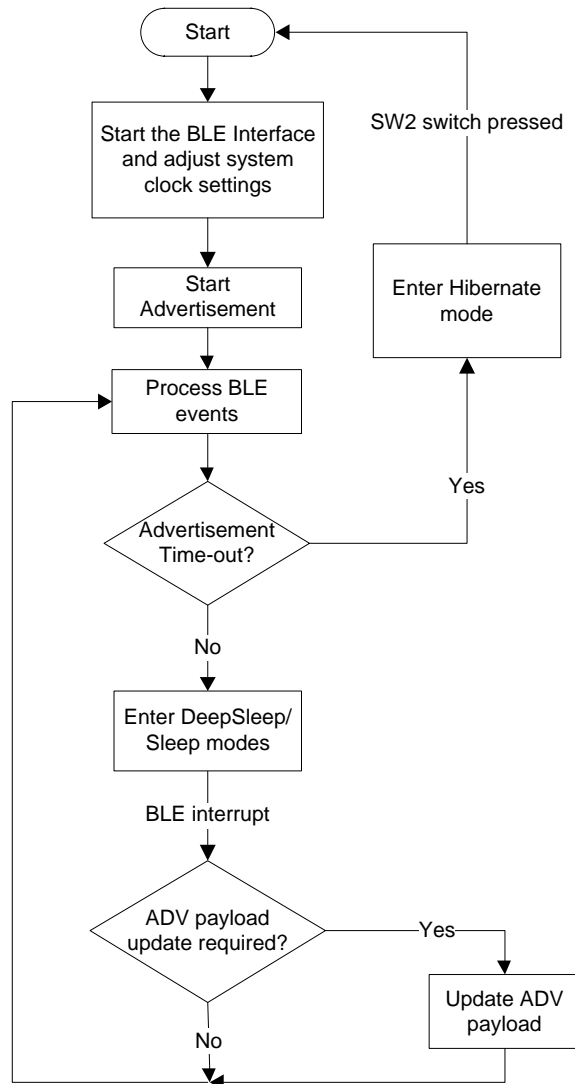 Start
SW2 switch pressed
Start the BLE Interface
and adjust system
clock settings
Enter Hibernate
mode
Start
Advertisement
Process BLE
events
Yes
Advertisement
Time-out?
No
Enter DeepSleep/
Sleep modes
BLE interrupt
ADV payload
update required?
Yes
Update ADV
payload
No